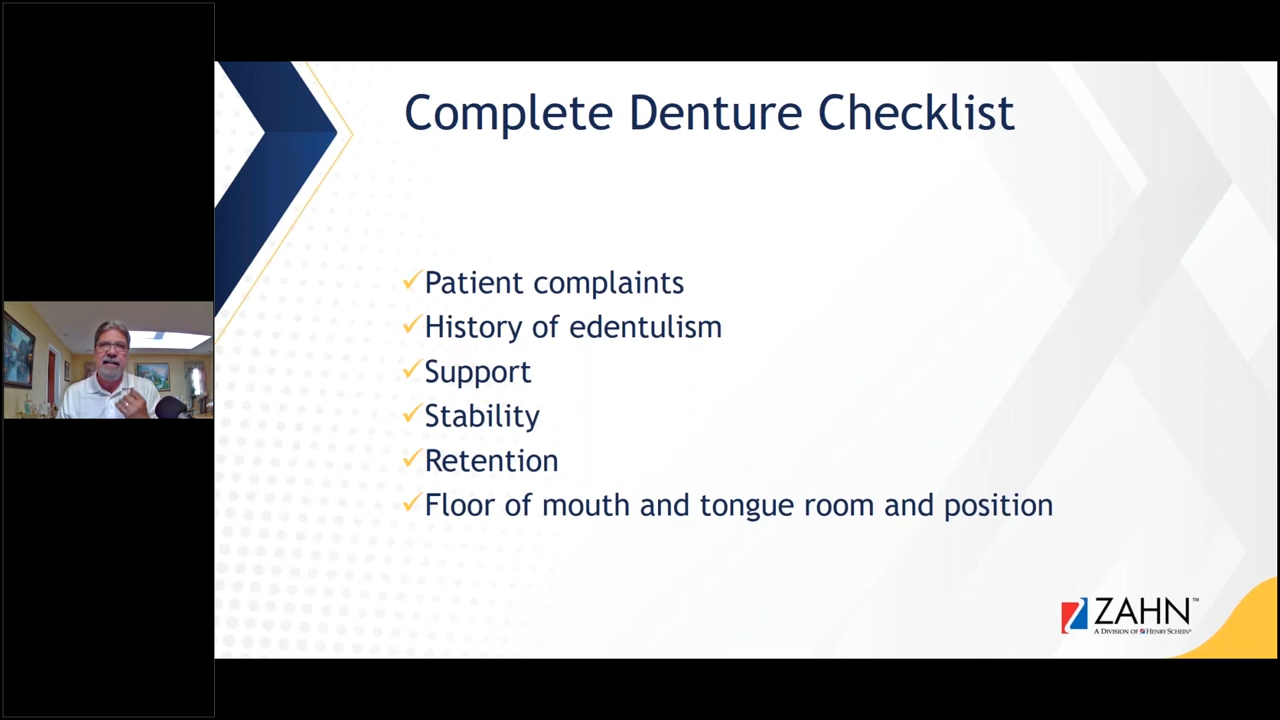 Complete Denture Checklist
✓Patient complaints
✓History of edentulism
✓Support
✓Stability
✓Retention
✓Floor of mouth and tongue room and position
ZAHN™
A DIVISION OF HENRY SCHEIN®